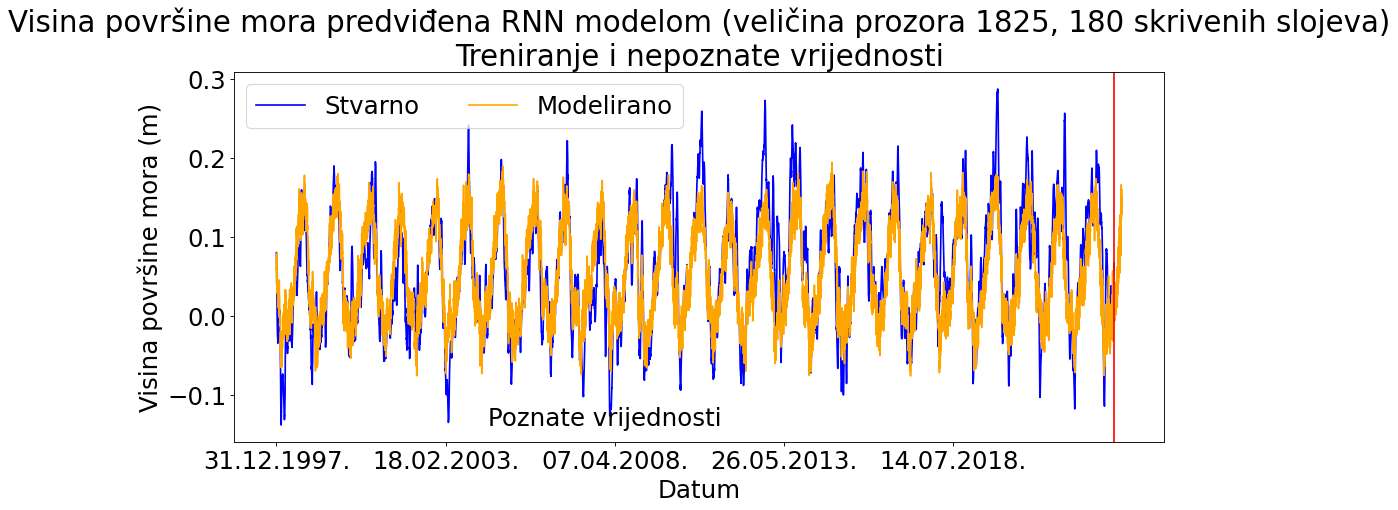 Visina površine mora predviđena RNN modelom (veličina prozora 1825, 180 skrivenih slojeva)
Treniranje i nepoznate vrijednosti
Stvarno
Modelirano
Visina površine mora (m)
0.3
0.2
0.1
0.0
−0.1
Poznate vrijednosti
31.12.1997.
18.02.2003.
07.04.2008.
26.05.2013.
14.07.2018.
Datum